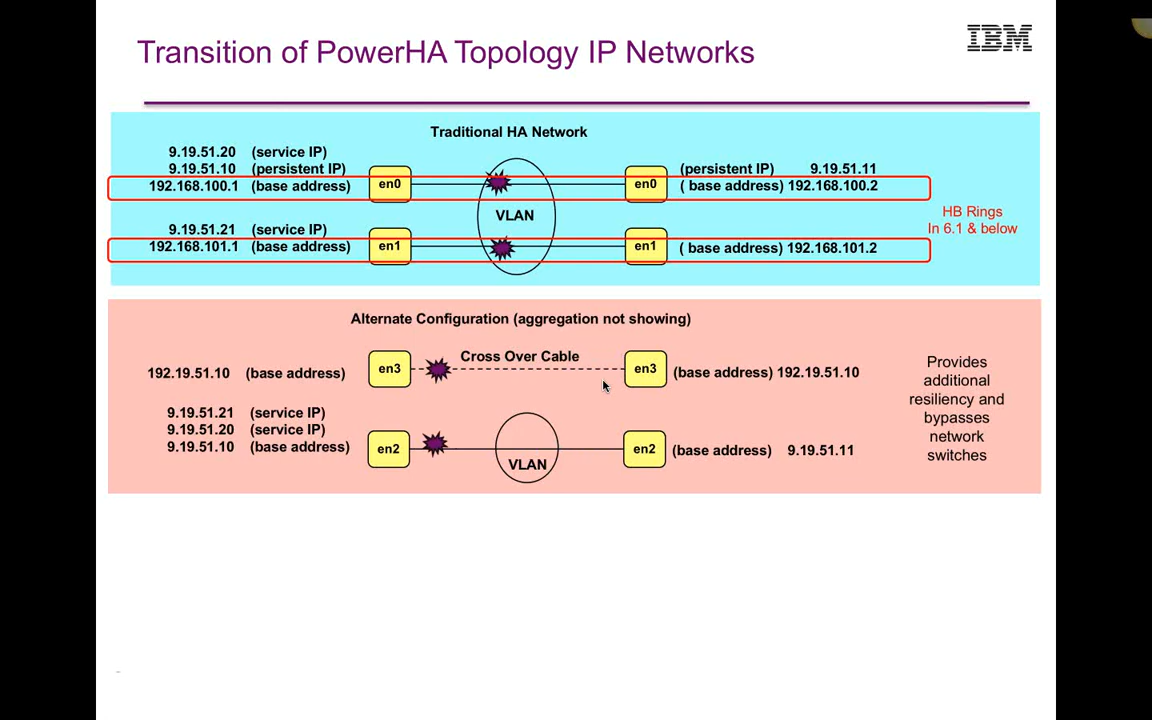 Transition of PowerHA Topology IP Networks
IBM
Traditional HA Network
9.19.51.20 (service IP)
9.19.51.10 (persistent IP)
192.168.100.1 (base address)
en0
en0
(persistent IP) 9.19.51.11
( base address) 192.168.100.2
VLAN
9.19.51.21 (service IP)
192.168.101.1 (base address)
en1
en1
( base address) 192.168.101.2
HB Rings
In 6.1 & below
Alternate Configuration (aggregation not showing)
192.19.51.10 (base address)
en3
Cross Over Cable
en3
(base address) 192.19.51.10
9.19.51.21 (service IP)
9.19.51.20 (service IP)
9.19.51.10 (base address)
en2
VLAN
en2
(base address) 9.19.51.11
Provides
additional
resiliency and
bypasses
network
switches